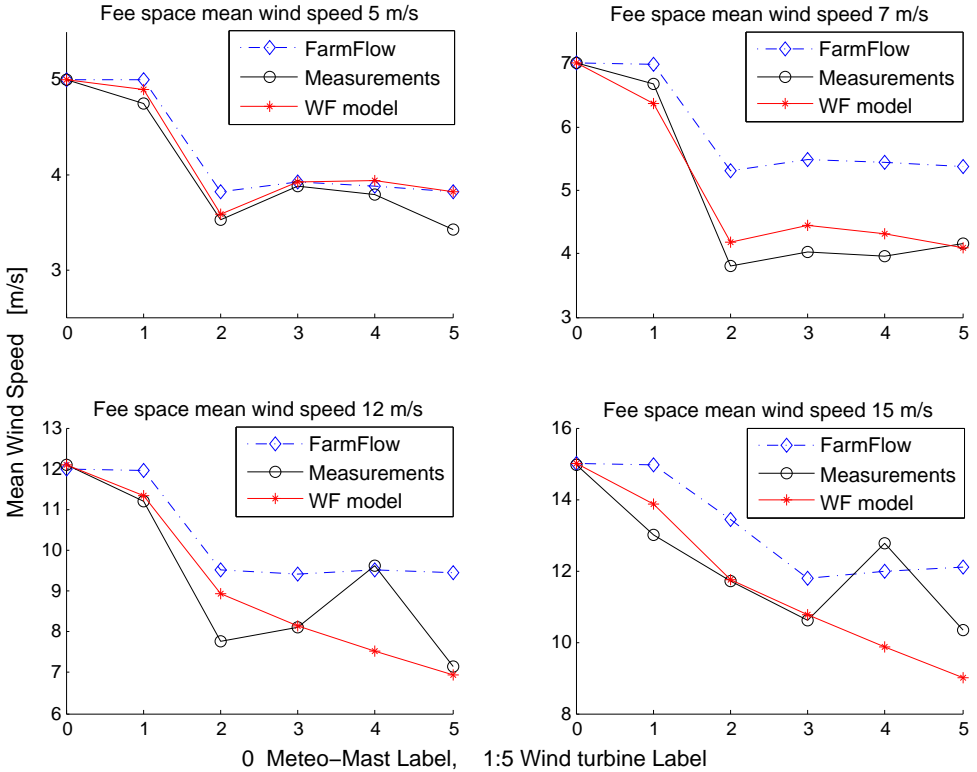 Fee space mean wind speed 5 m/s
FarmFlow
Measurements
WF model
5
4
3
0 1 2 3 4 5
Fee space mean wind speed 7 m/s
FarmFlow
Measurements
WF model
7
6
5
4
3
0 1 2 3 4 5
Mean Wind Speed [m/s]
Fee space mean wind speed 12 m/s
FarmFlow
Measurements
WF model
13
12
11
10
9
8
7
6
0 1 2 3 4 5
Fee space mean wind speed 15 m/s
FarmFlow
Measurements
WF model
16
14
12
10
8
0 1 2 3 4 5
0 Meteo−Mast Label, 1:5 Wind turbine Label